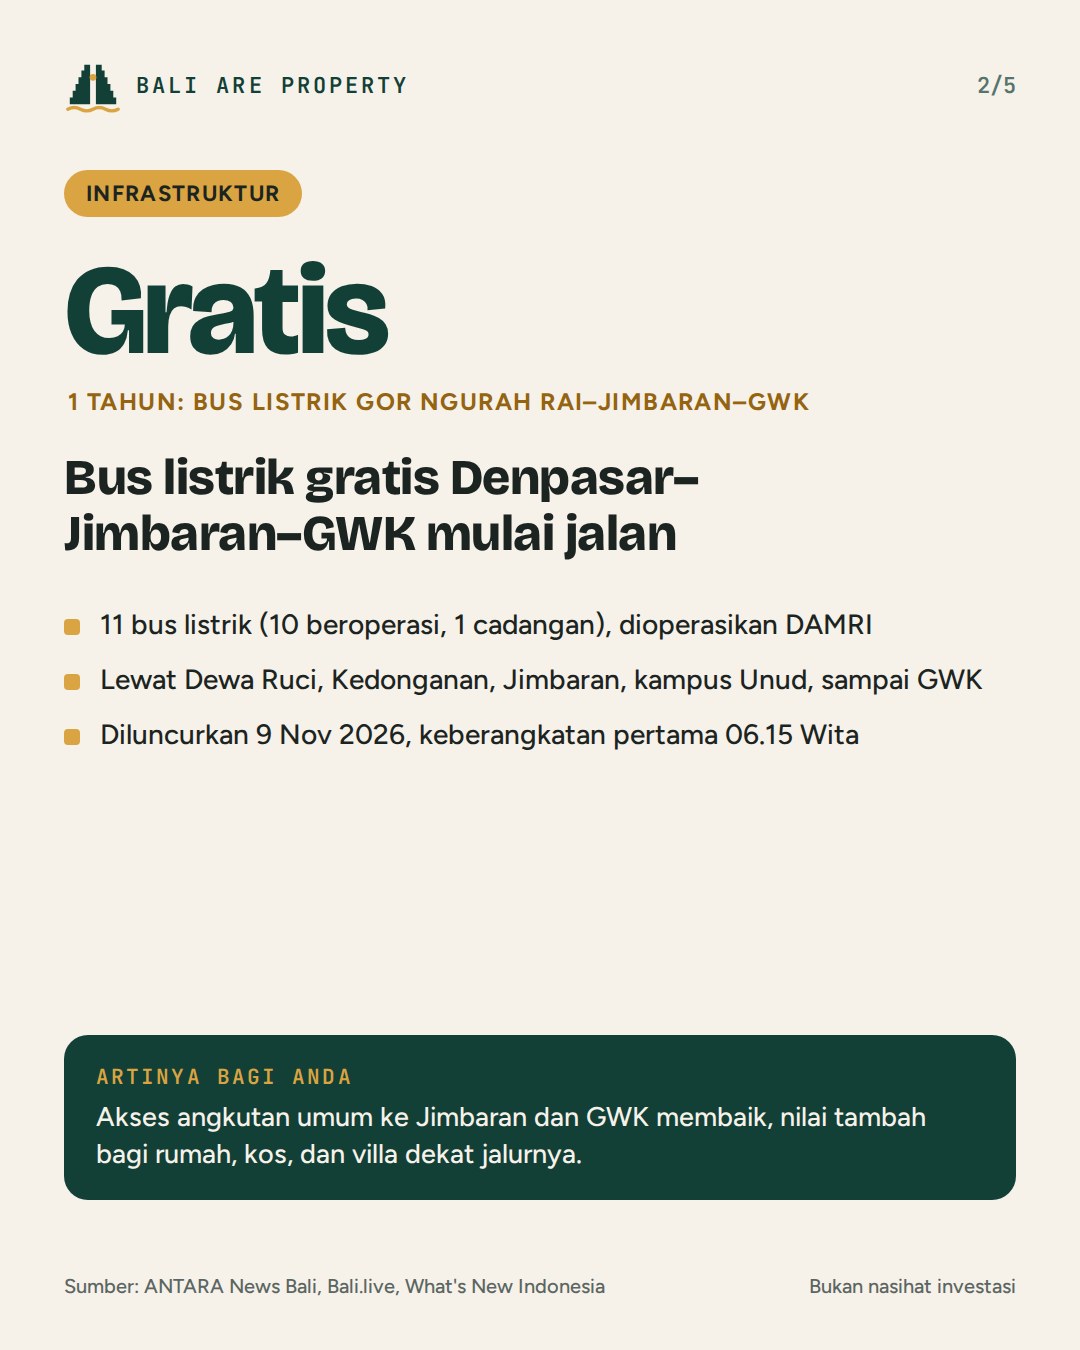 BALI ARE PROPERTY
2/5
INFRASTRUKTUR
Gratis
1 TAHUN: BUS LISTRIK GOR NGURAH RAI–JIMBARAN–GWK
Bus listrik gratis Denpasar–
Jimbaran–GWK mulai jalan
11 bus listrik (10 beroperasi, 1 cadangan), dioperasikan DAMRI
Lewat Dewa Ruci, Kedonganan, Jimbaran, kampus Unud, sampai GWK
Diluncurkan 9 Nov 2026, keberangkatan pertama 06.15 Wita
ARTINYA BAGI ANDA
Akses angkutan umum ke Jimbaran dan GWK membaik, nilai tambah
bagi rumah, kos, dan villa dekat jalurnya.
Sumber: ANTARA News Bali, Bali.live, What's New Indonesia
Bukan nasihat investasi